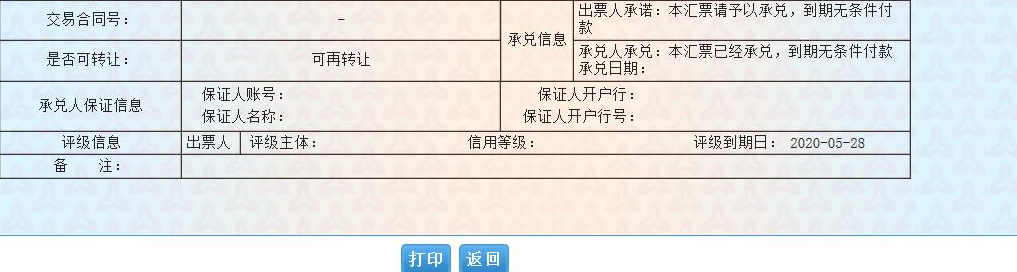 交易合同号： -
承兑信息
出票人承诺：本汇票请予以承兑，到期无条件付
款
是否可转让： 可再转让
承兑人承兑：本汇票已经承兑，到期无条件付款
承兑日期：
承兑人保证信息
保证人账号： 保证人开户行：
保证人名称： 保证人开户行号：
评级信息 出票人 评级主体： 信用等级： 评级到期日： 2020-05-28
备 注：
打印 返回